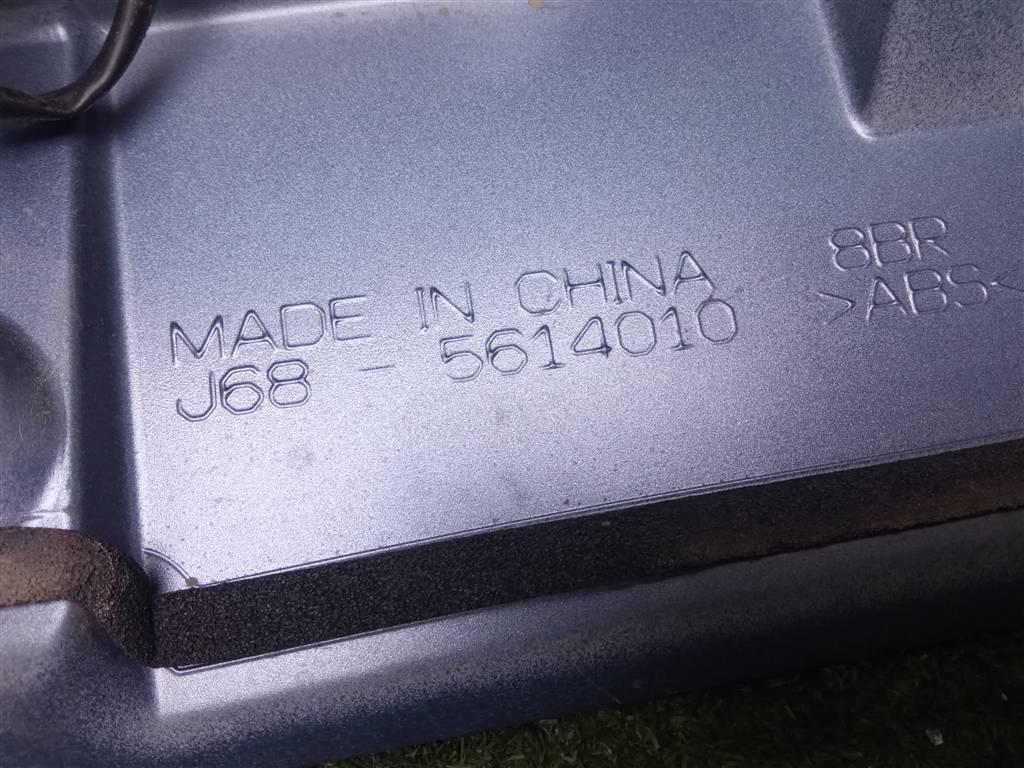 MADE IN CHINA
J68 - 5614010
8BR
>ABS<